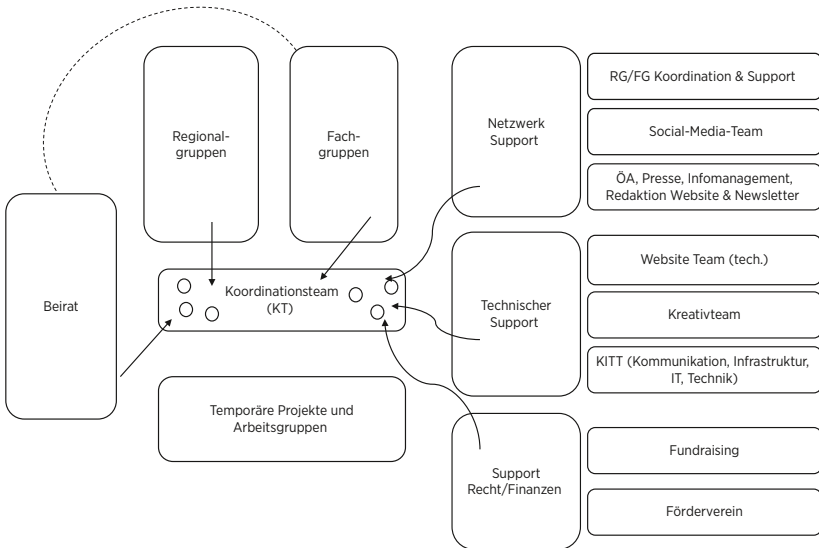 Regional-
gruppen
Fach-
gruppen
Netzwerk
Support
RG/FG Koordination & Support
Social-Media-Team
ÖA, Presse, Infomanagement,
Redaktion Website & Newsletter
Beirat
Koordinationsteam
(KT)
Technischer
Support
Website Team (tech.)
Kreativteam
KITT (Kommunikation, Infrastruktur,
IT, Technik)
Temporäre Projekte und
Arbeitsgruppen
Support
Recht/Finanzen
Fundraising
Förderverein